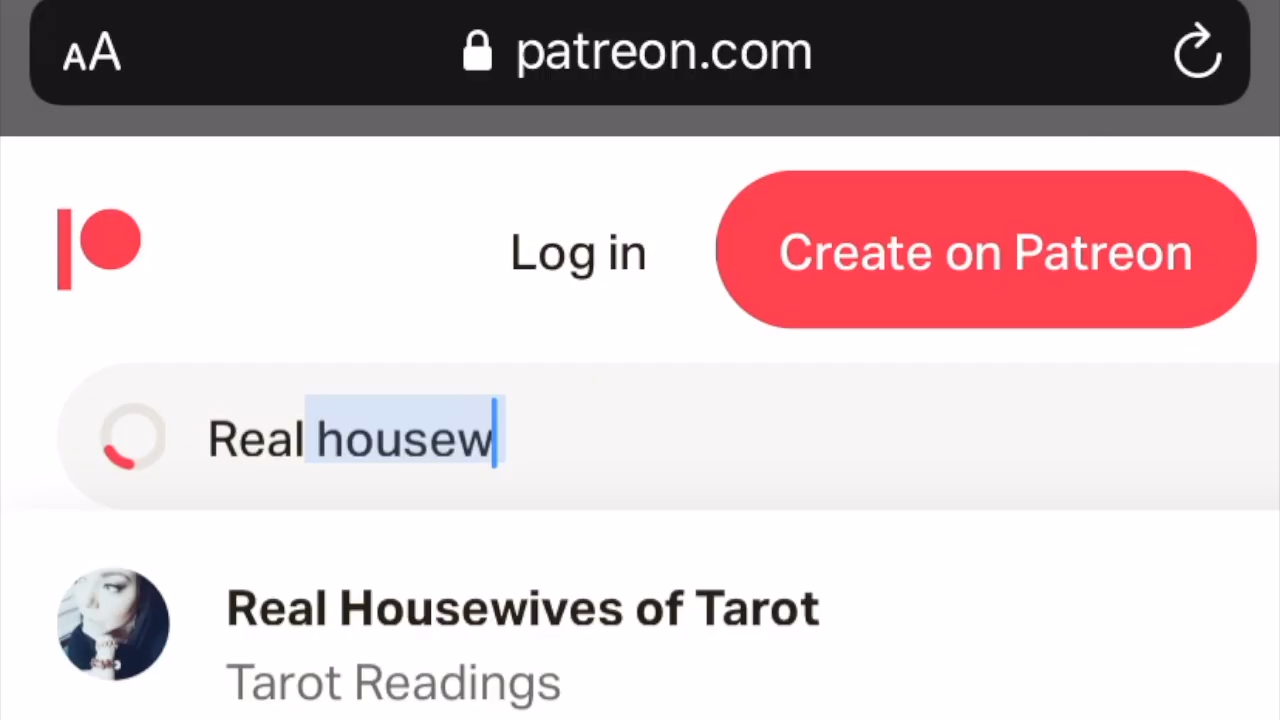 AA patreon.com
Log in Create on Patreon
Real housew
Real Housewives of Tarot
Tarot Readings